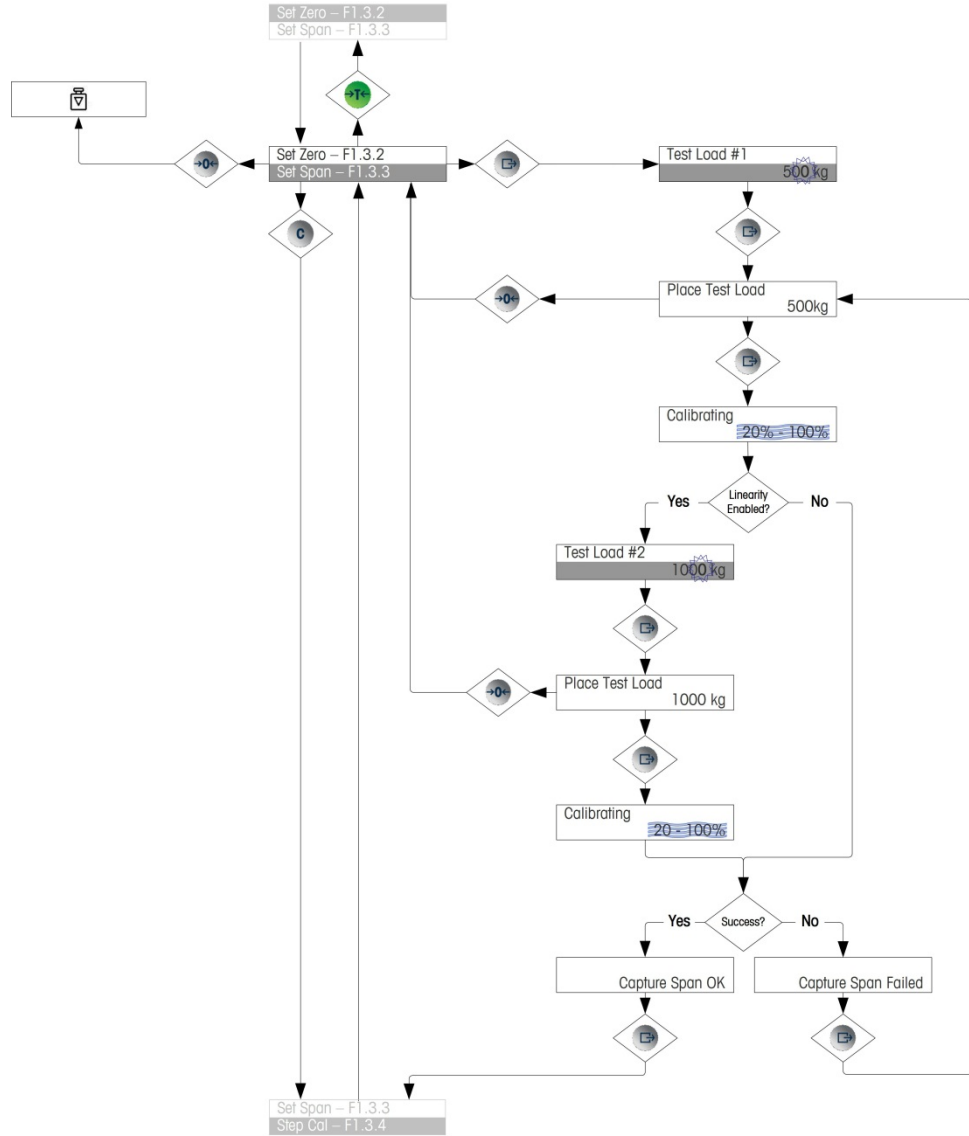 Set Zero – F1.3.2
Set Span – F1.3.3
→T←
→0←
Set Zero – F1.3.2
Set Span – F1.3.3
Test Load #1
500 kg
C
Place Test Load
500kg
→0←
Calibrating
20% - 100%
Linearity
Enabled?
Yes
No
Test Load #2
1000 kg
Place Test Load
1000 kg
→0←
Calibrating
20 - 100%
Success?
Yes
No
Capture Span OK
Capture Span Failed
Set Span – F1.3.3
Step Cal – F1.3.4